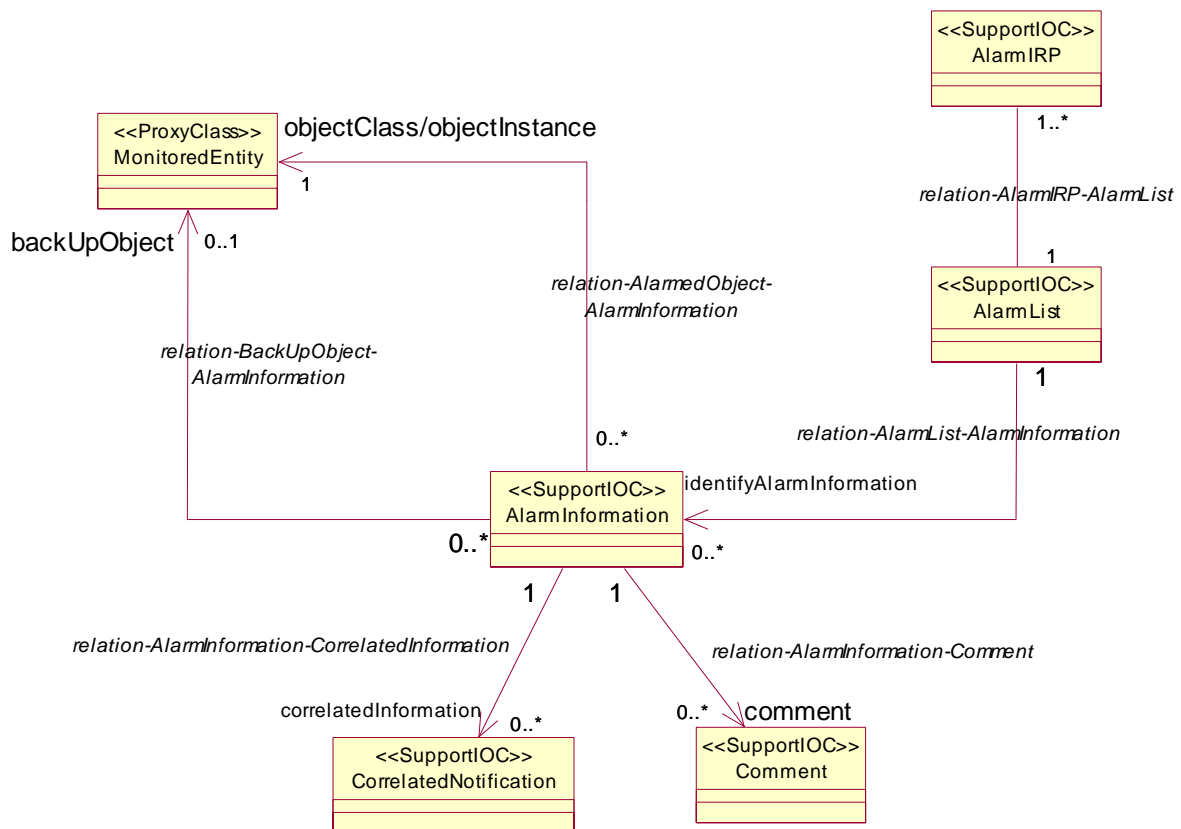 <<SupportIOC>>
AlarmIRP
1..*
relation-AlarmIRP-AlarmList
1
<<SupportIOC>>
AlarmList
1
relation-AlarmList-AlarmInformation
<<ProxyClass>>
MonitoredEntity
objectClass/objectInstance
1
backUpObject
0..1
relation-AlarmedObject-
AlarmInformation
relation-BackUpObject-
AlarmInformation
0..*
identifyAlarmInformation
<<SupportIOC>>
AlarmInformation
0..*
0..*
1
1
relation-AlarmInformation-CorrelatedInformation
relation-AlarmInformation-Comment
correlatedInformation
0..*
0..*
comment
<<SupportIOC>>
CorrelatedNotification
<<SupportIOC>>
Comment